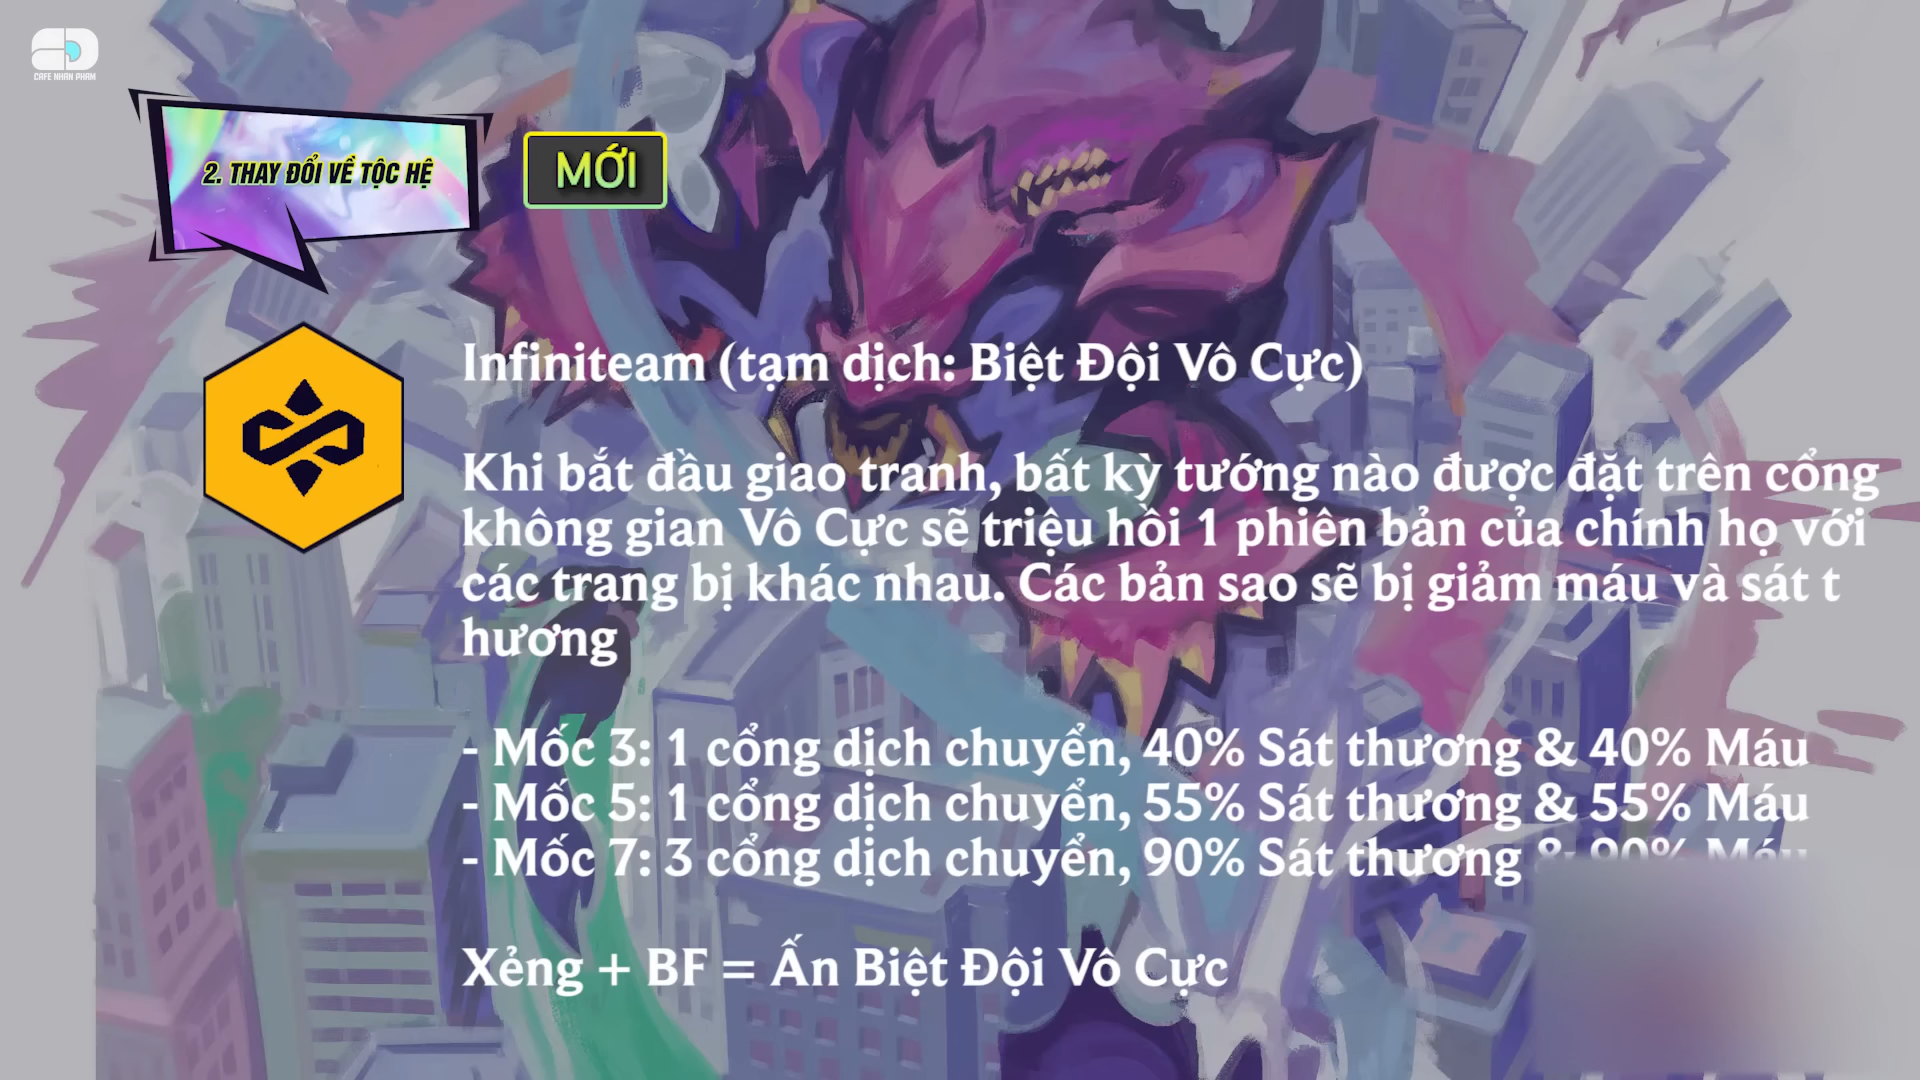 CAFE NHAN PHAM
2. THAY ĐỔI VỀ TỘC HỆ
MỚI
Infiniteam (tạm dịch: Biệt Đội Vô Cực)
Khi bắt đầu giao tranh, bất kỳ tướng nào được đặt trên cổng
không gian Vô Cực sẽ triệu hồi 1 phiên bản của chính họ với
các trang bị khác nhau. Các bản sao sẽ bị giảm máu và sát t
hương
- Mốc 3: 1 cổng dịch chuyển, 40% Sát thương & 40% Máu
- Mốc 5: 1 cổng dịch chuyển, 55% Sát thương & 55% Máu
- Mốc 7: 3 cổng dịch chuyển, 90% Sát thương & 90% Máu
Xẻng + BF = Ấn Biệt Đội Vô Cực